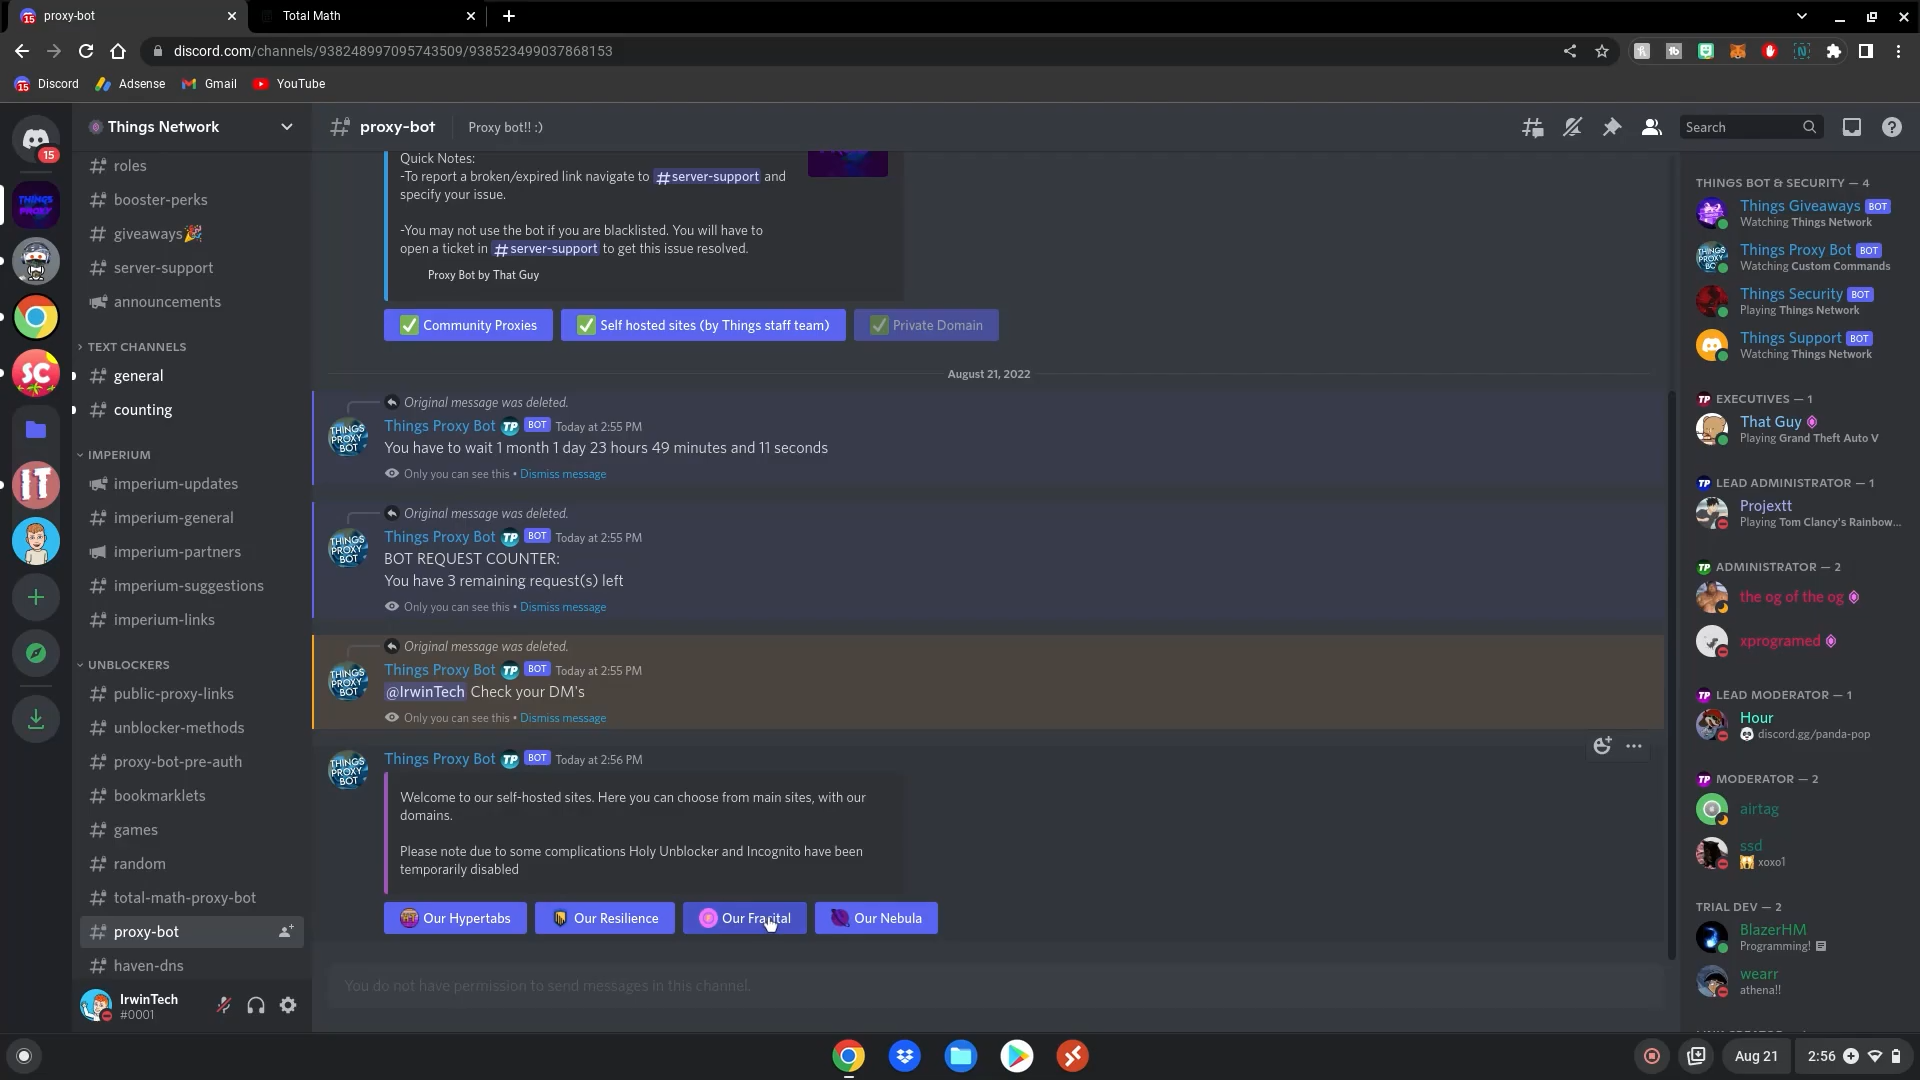 proxy-bot
Total Math
discord.com/channels/938248997095743509/938523499037868153
Discord
Adsense
Gmail
YouTube
15
Things Network
proxy-bot
Proxy bot!! :)
Search
roles
booster-perks
giveaways🎉
server-support
announcements
TEXT CHANNELS
general
counting
IMPERIUM
imperium-updates
imperium-general
imperium-partners
imperium-suggestions
imperium-links
UNBLOCKERS
public-proxy-links
unblocker-methods
proxy-bot-pre-auth
bookmarklets
games
random
total-math-proxy-bot
proxy-bot
haven-dns
IrwinTech
#0001
THINGS PROXY
SC
IT
Quick Notes:
-To report a broken/expired link navigate to #server-support and
specify your issue.
-You may not use the bot if you are blacklisted. You will have to
open a ticket in #server-support to get this issue resolved.
Proxy Bot by That Guy
Community Proxies
Self hosted sites (by Things staff team)
Private Domain
August 21, 2022
Original message was deleted.
Things Proxy Bot TP BOT Today at 2:55 PM
You have to wait 1 month 1 day 23 hours 49 minutes and 11 seconds
Only you can see this • Dismiss message
Original message was deleted.
Things Proxy Bot TP BOT Today at 2:55 PM
BOT REQUEST COUNTER:
You have 3 remaining request(s) left
Only you can see this • Dismiss message
Original message was deleted.
Things Proxy Bot TP BOT Today at 2:55 PM
@IrwinTech Check your DM's
Only you can see this • Dismiss message
Things Proxy Bot TP BOT Today at 2:56 PM
Welcome to our self-hosted sites. Here you can choose from main sites, with our
domains.
Please note due to some complications Holy Unblocker and Incognito have been
temporarily disabled
Our Hypertabs
Our Resilience
Our Fractal
Our Nebula
You do not have permission to send messages in this channel.
THINGS BOT & SECURITY — 4
Things Giveaways BOT
Watching Things Network
Things Proxy Bot BOT
Watching Custom Commands
Things Security BOT
Playing Things Network
Things Support BOT
Watching Things Network
TP EXECUTIVES — 1
That Guy
Playing Grand Theft Auto V
TP LEAD ADMINISTRATOR — 1
Projextt
Playing Tom Clancy's Rainbow...
TP ADMINISTRATOR — 2
the og of the og
xprogramed
TP LEAD MODERATOR — 1
Hour
discord.gg/panda-pop
TP MODERATOR — 2
airtag
ssd
xoxo1
TRIAL DEV — 2
BlazerHM
Programming!
wearr
athena!!
Aug 21
2:56